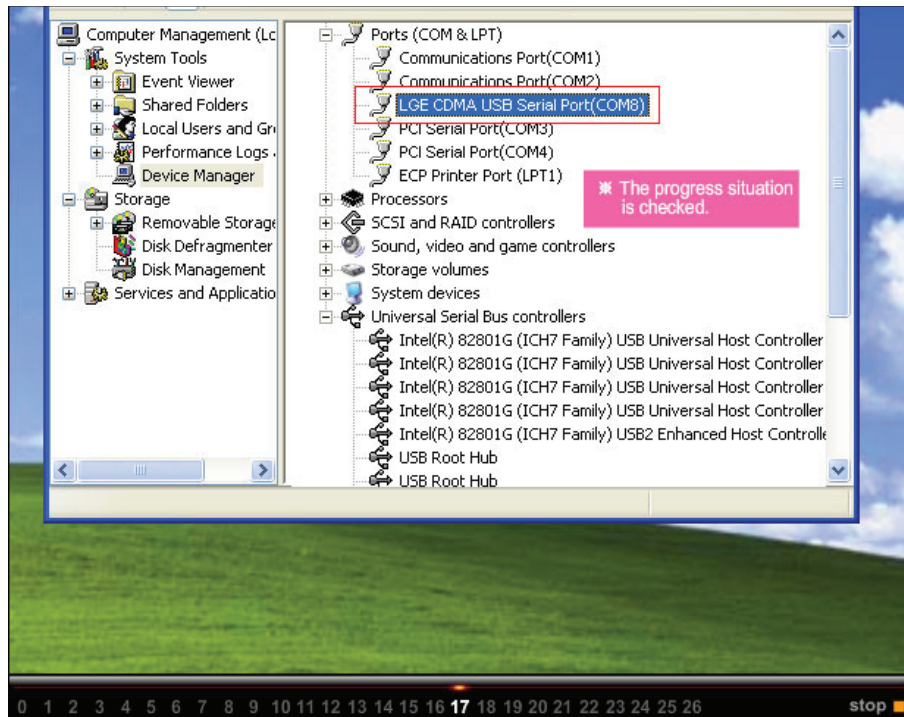 Computer Management (Lc
System Tools
Event Viewer
Shared Folders
Local Users and Gr
Performance Logs
Device Manager
Storage
Removable Storage
Disk Defragmenter
Disk Management
Services and Applicatio
Ports (COM & LPT)
Communications Port(COM1)
Communications Port(COM2)
LGE CDMA USB Serial Port(COM8)
PCI Serial Port(COM3)
PCI Serial Port(COM4)
ECP Printer Port (LPT1)
Processors
SCSI and RAID controllers
Sound, video and game controllers
Storage volumes
System devices
Universal Serial Bus controllers
Intel(R) 82801G (ICH7 Family) USB Universal Host Controller
Intel(R) 82801G (ICH7 Family) USB Universal Host Controller
Intel(R) 82801G (ICH7 Family) USB Universal Host Controller
Intel(R) 82801G (ICH7 Family) USB Universal Host Controller
Intel(R) 82801G (ICH7 Family) USB2 Enhanced Host Controlle
USB Root Hub
USB Root Hub
※ The progress situation
is checked.
0 1 2 3 4 5 6 7 8 9 10 11 12 13 14 15 16 17 18 19 20 21 22 23 24 25 26 stop